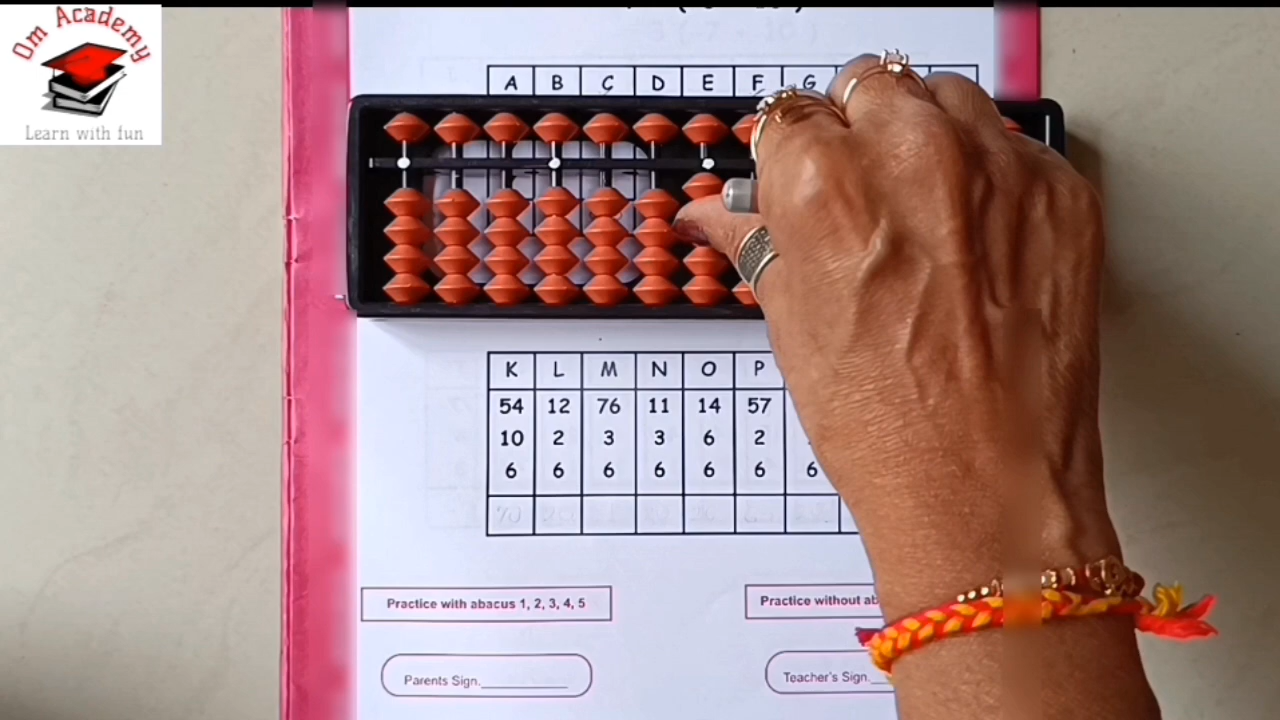 Om Academy
Learn with fun
A B C D E F G
K L M N O P
54 12 76 11 14 57
10 2 3 3 6 2
6 6 6 6 6 6 6
70
Practice with abacus 1, 2, 3, 4, 5
Practice without
Parents Sign.
Teacher's Sign.